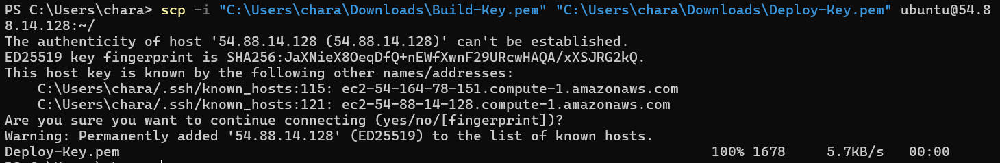 PS C:\Users\chara> scp -i "C:\Users\chara\Downloads\Build-Key.pem" "C:\Users\chara\Downloads\Deploy-Key.pem" ubuntu@54.8
8.14.128:~/
The authenticity of host '54.88.14.128 (54.88.14.128)' can't be established.
ED25519 key fingerprint is SHA256:JaXNieX8OeqDfQ+nEWfXwnF29URcwHAQA/xXSJRG2kQ.
This host key is known by the following other names/addresses:
    C:\Users\chara/.ssh/known_hosts:115: ec2-54-164-78-151.compute-1.amazonaws.com
    C:\Users\chara/.ssh/known_hosts:121: ec2-54-88-14-128.compute-1.amazonaws.com
Are you sure you want to continue connecting (yes/no/[fingerprint])?
Warning: Permanently added '54.88.14.128' (ED25519) to the list of known hosts.
Deploy-Key.pem 100% 1678 5.7KB/s 00:00